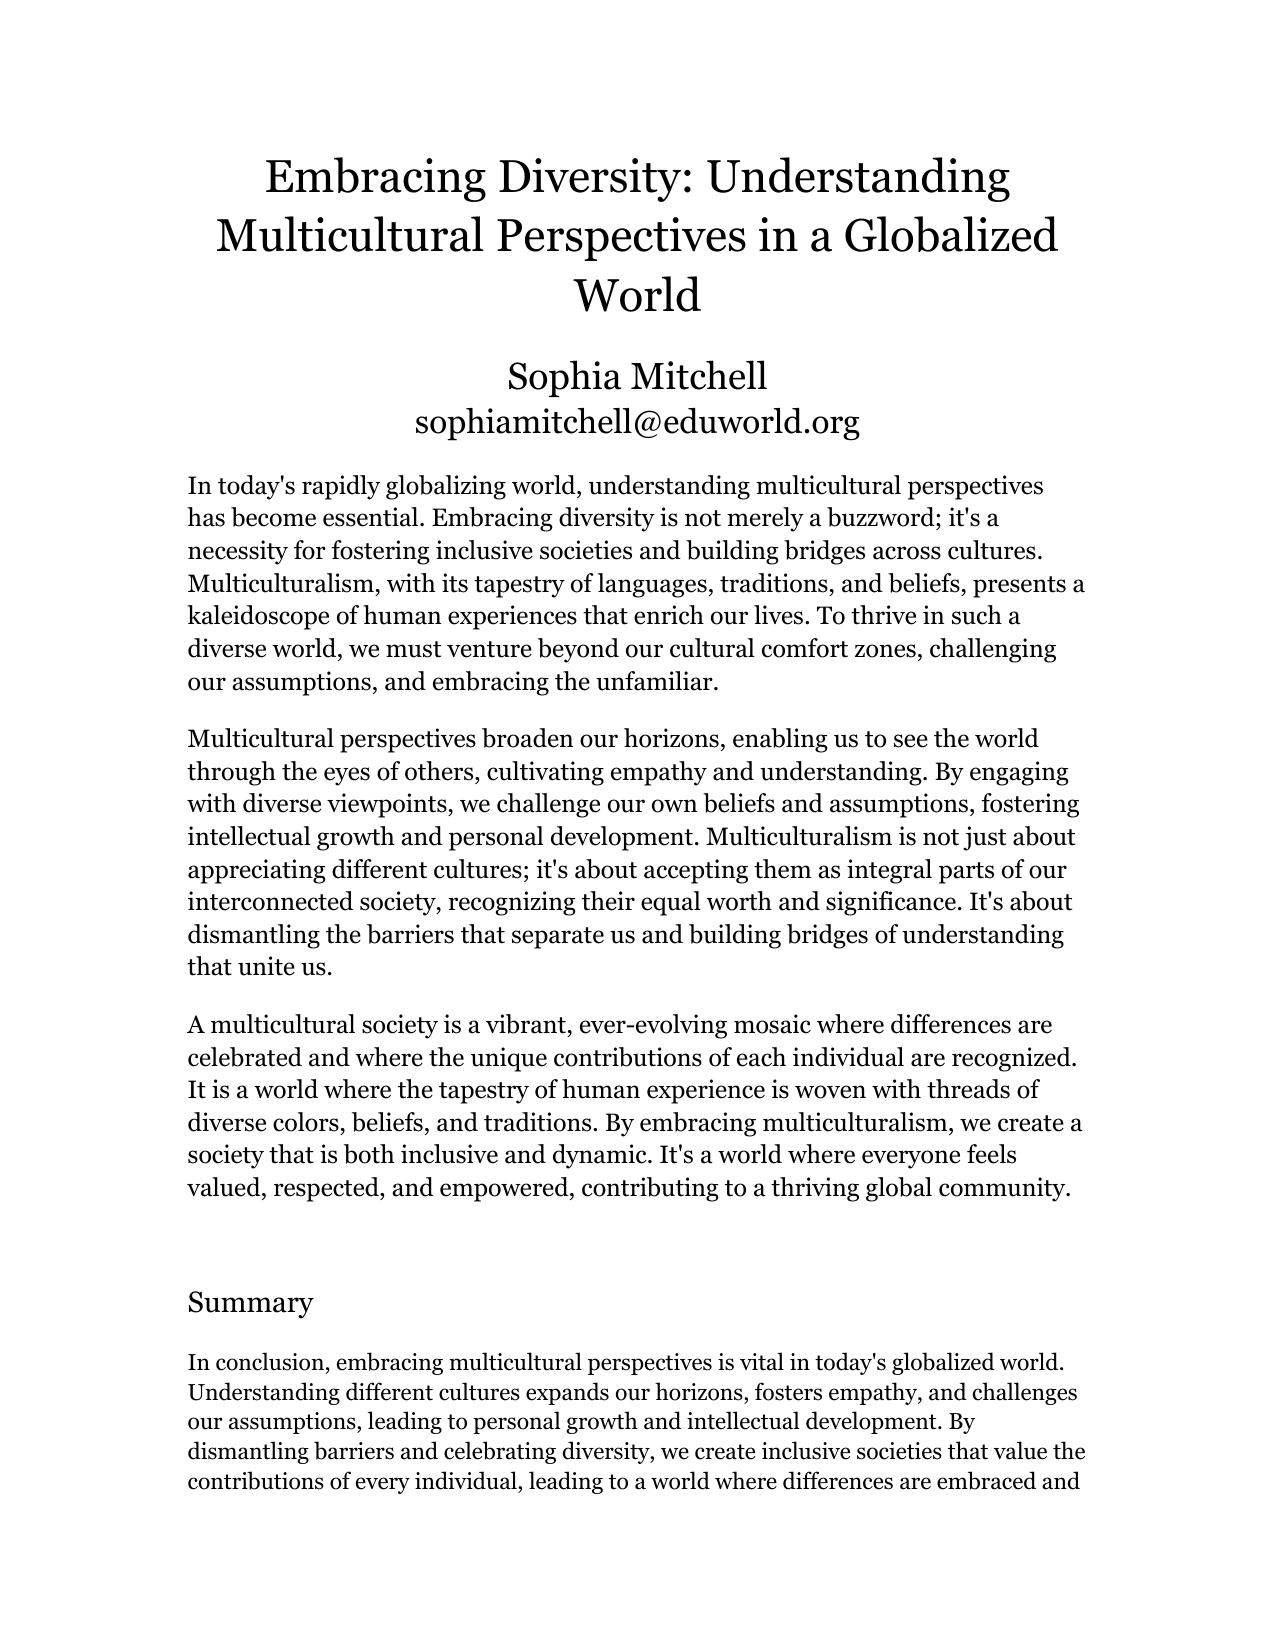 Embracing Diversity: Understanding
Multicultural Perspectives in a Globalized
World
Sophia Mitchell
sophiamitchell@eduworld.org
In today's rapidly globalizing world, understanding multicultural perspectives
has become essential. Embracing diversity is not merely a buzzword; it's a
necessity for fostering inclusive societies and building bridges across cultures.
Multiculturalism, with its tapestry of languages, traditions, and beliefs, presents a
kaleidoscope of human experiences that enrich our lives. To thrive in such a
diverse world, we must venture beyond our cultural comfort zones, challenging
our assumptions, and embracing the unfamiliar.
Multicultural perspectives broaden our horizons, enabling us to see the world
through the eyes of others, cultivating empathy and understanding. By engaging
with diverse viewpoints, we challenge our own beliefs and assumptions, fostering
intellectual growth and personal development. Multiculturalism is not just about
appreciating different cultures; it's about accepting them as integral parts of our
interconnected society, recognizing their equal worth and significance. It's about
dismantling the barriers that separate us and building bridges of understanding
that unite us.
A multicultural society is a vibrant, ever-evolving mosaic where differences are
celebrated and where the unique contributions of each individual are recognized.
It is a world where the tapestry of human experience is woven with threads of
diverse colors, beliefs, and traditions. By embracing multiculturalism, we create a
society that is both inclusive and dynamic. It's a world where everyone feels
valued, respected, and empowered, contributing to a thriving global community.
Summary
In conclusion, embracing multicultural perspectives is vital in today's globalized world.
Understanding different cultures expands our horizons, fosters empathy, and challenges
our assumptions, leading to personal growth and intellectual development. By
dismantling barriers and celebrating diversity, we create inclusive societies that value the
contributions of every individual, leading to a world where differences are embraced and